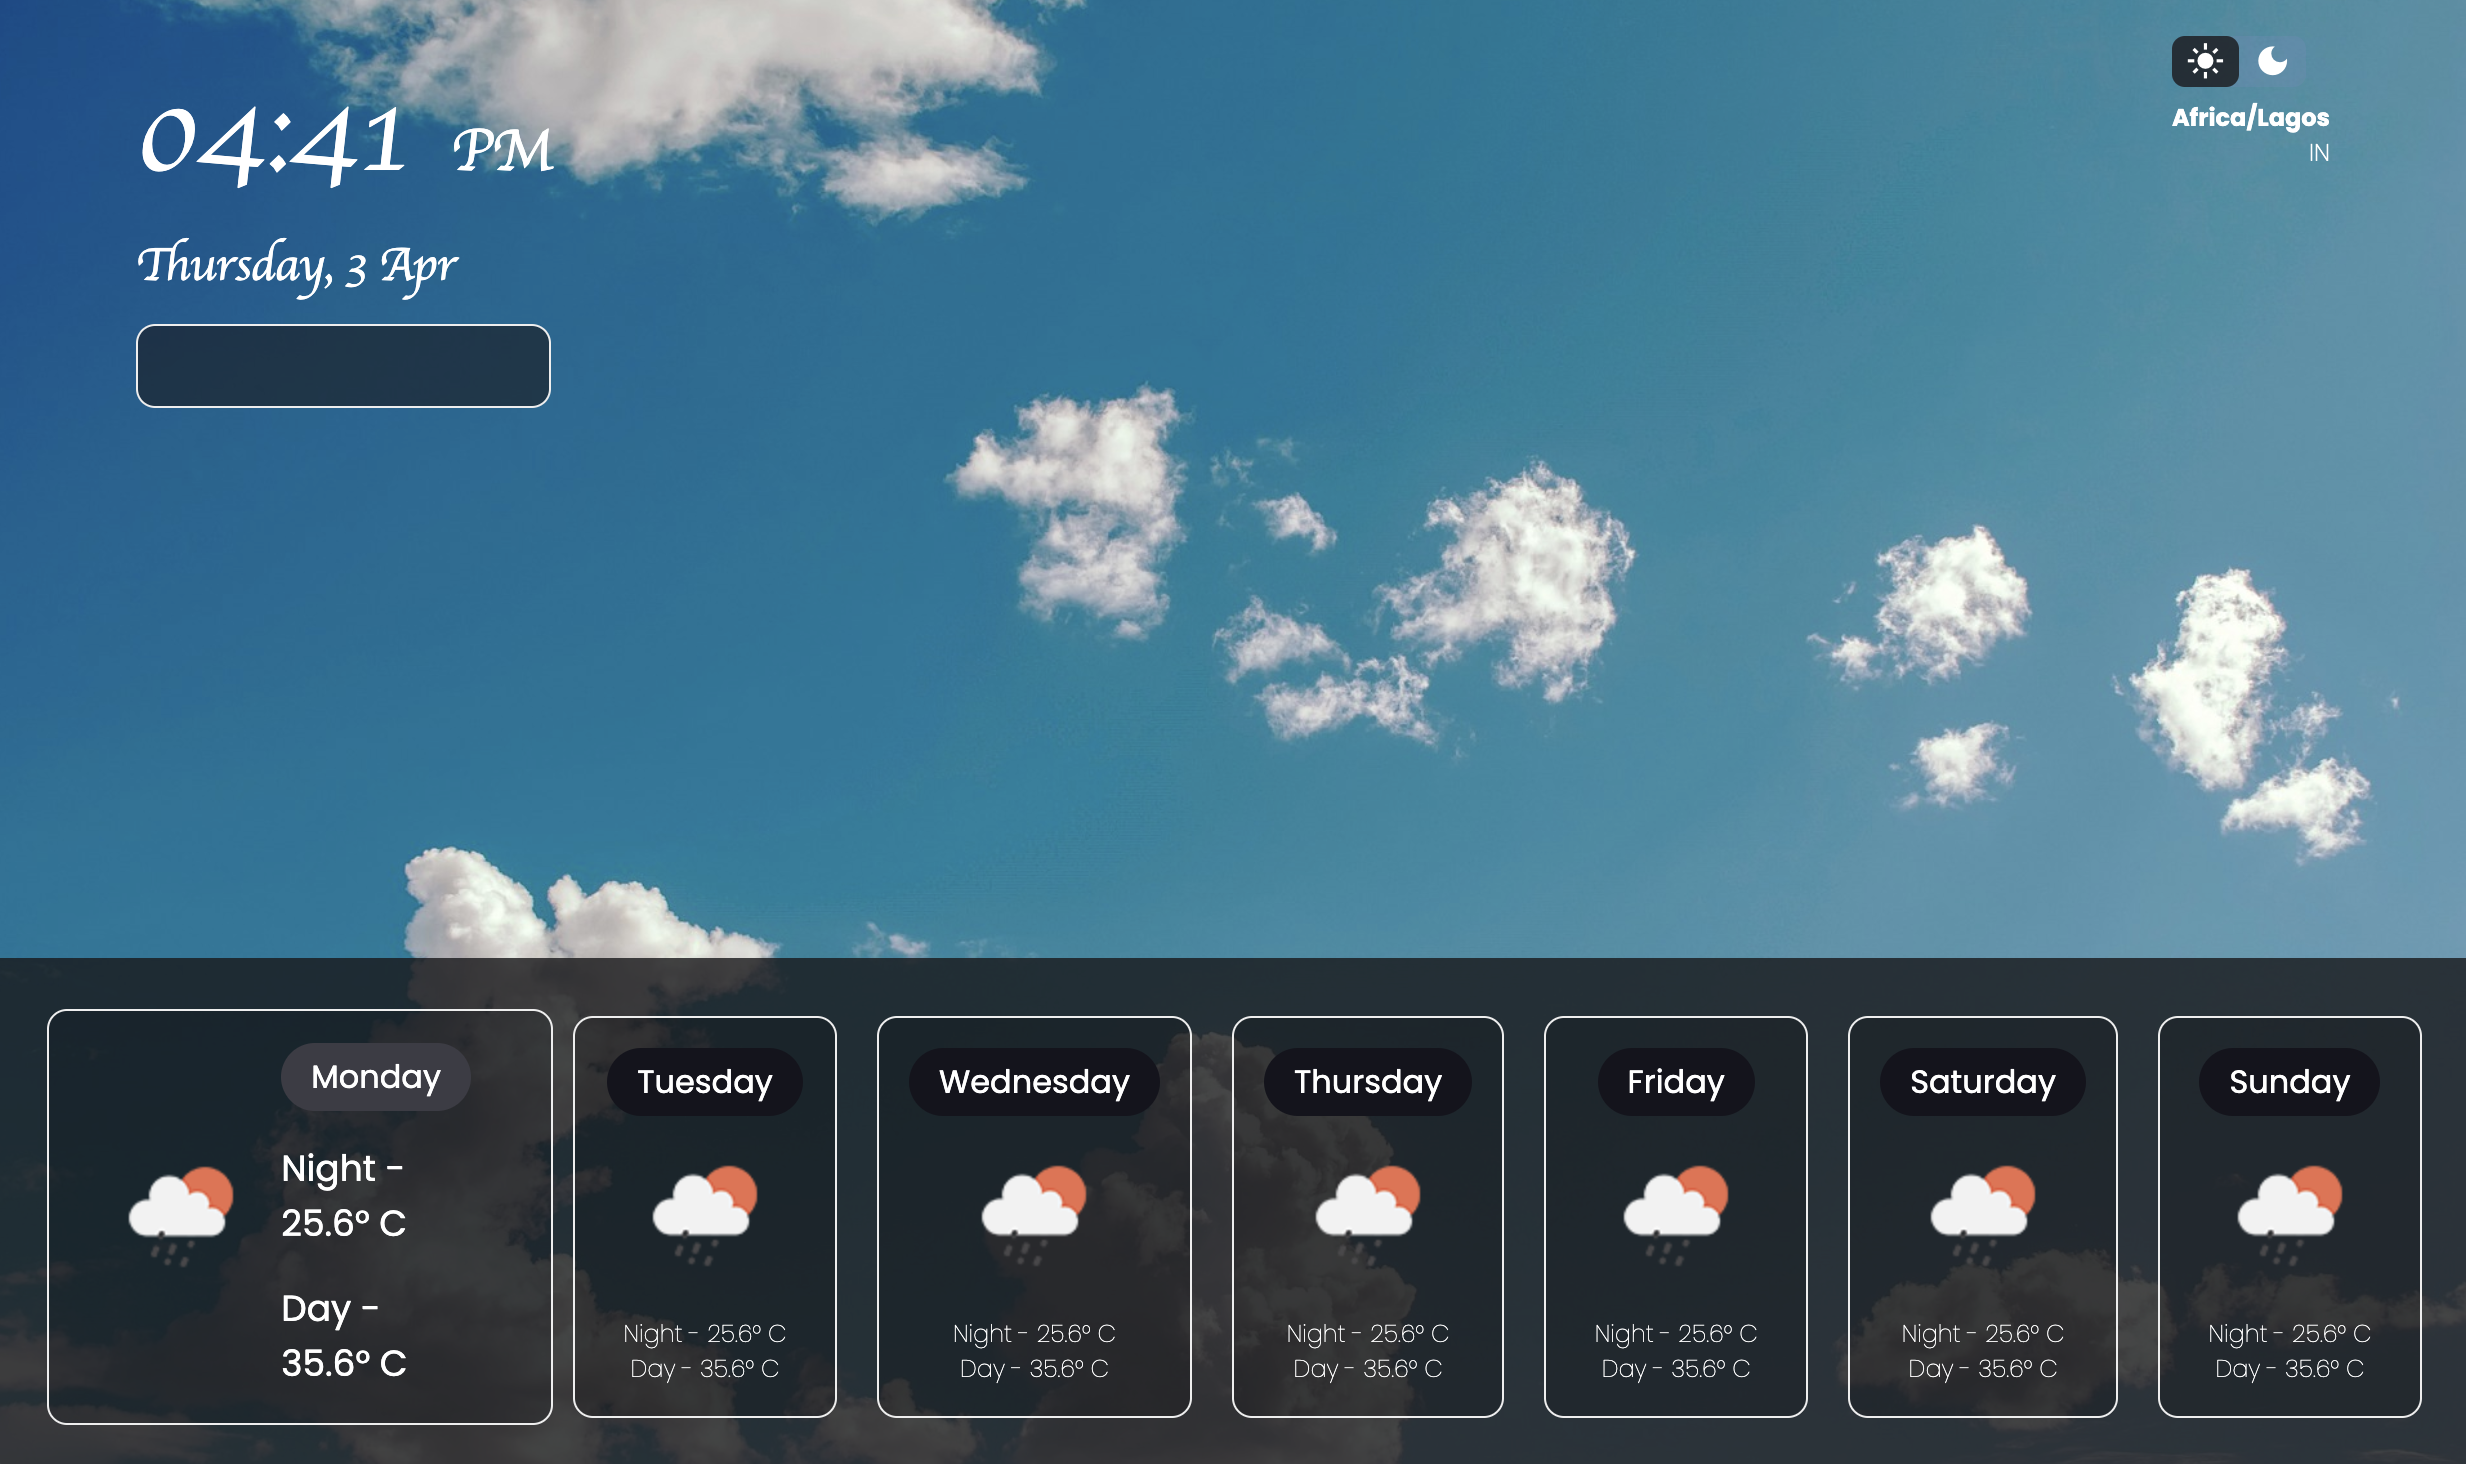 04:41 PM
Thursday, 3 Apr
Africa/Lagos
IN
Monday
Night -
25.6° C
Day -
35.6° C
Tuesday
Night - 25.6° C
Day - 35.6° C
Wednesday
Night - 25.6° C
Day - 35.6° C
Thursday
Night - 25.6° C
Day - 35.6° C
Friday
Night - 25.6° C
Day - 35.6° C
Saturday
Night - 25.6° C
Day - 35.6° C
Sunday
Night - 25.6° C
Day - 35.6° C